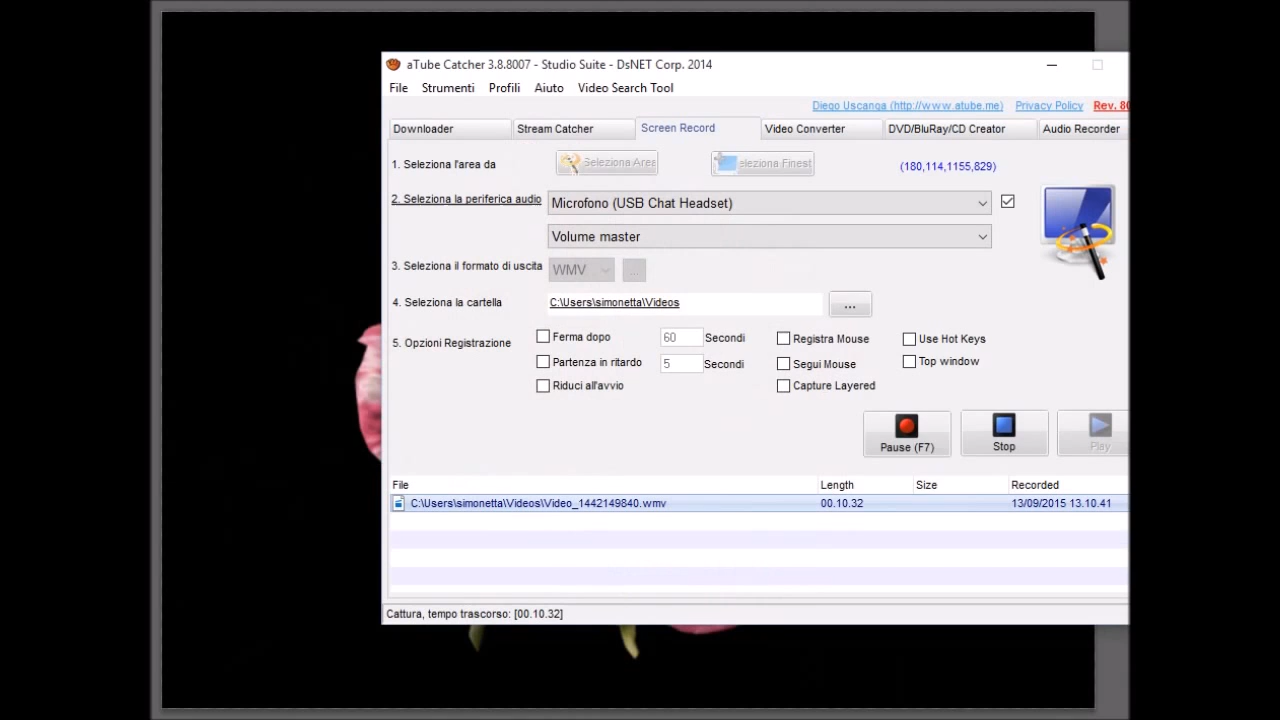 aTube Catcher 3.8.8007 - Studio Suite - DsNET Corp. 2014
File Strumenti Profili Aiuto Video Search Tool
Diego Uscanga (http://www.atube.me) Privacy Policy Rev. 80
Downloader Stream Catcher Screen Record Video Converter DVD/BluRay/CD Creator Audio Recorder
1. Seleziona l'area da Seleziona Area eleziona Finest (180,114,1155,829)
2. Seleziona la periferica audio Microfono (USB Chat Headset)
Volume master
3. Seleziona il formato di uscita WMV ...
4. Seleziona la cartella C:\Users\simonetta\Videos ...
5. Opzioni Registrazione
Ferma dopo 60 Secondi Registra Mouse Use Hot Keys
Partenza in ritardo 5 Secondi Segui Mouse Top window
Riduci all'avvio Capture Layered
Pause (F7) Stop Play
File Length Size Recorded
C:\Users\simonetta\Videos\Video_1442149840.wmv 00.10.32 13/09/2015 13.10.41
Cattura, tempo trascorso: [00.10.32]